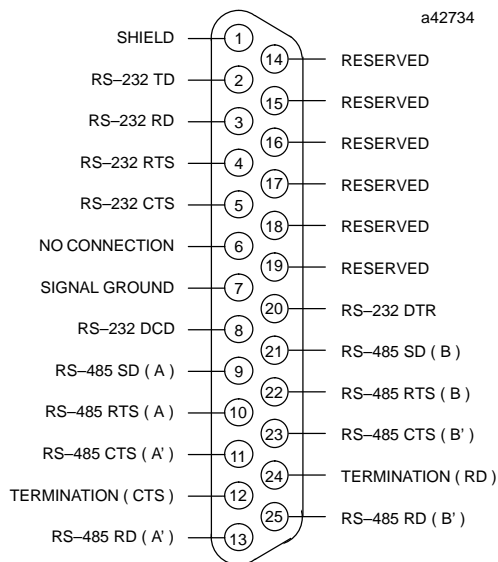 a42734
SHIELD 1
14 RESERVED
RS–232 TD 2
15 RESERVED
RS–232 RD 3
16 RESERVED
RS–232 RTS 4
17 RESERVED
RS–232 CTS 5
18 RESERVED
NO CONNECTION 6
19 RESERVED
SIGNAL GROUND 7
20 RS–232 DTR
RS–232 DCD 8
21 RS–485 SD ( B )
RS–485 SD ( A ) 9
22 RS–485 RTS ( B )
RS–485 RTS ( A ) 10
23 RS–485 CTS ( B' )
RS–485 CTS ( A' ) 11
24 TERMINATION ( RD )
TERMINATION ( CTS ) 12
25 RS–485 RD ( B' )
RS–485 RD ( A' ) 13